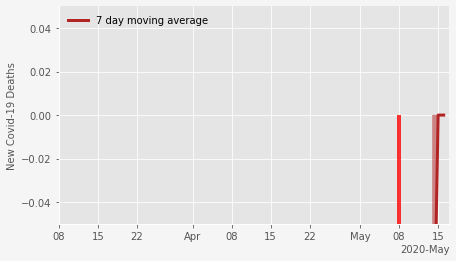 7 day moving average
New Covid-19 Deaths
0.04
0.02
0.00
−0.02
−0.04
08 15 22 Apr 08 15 22 May 08 15
2020-May